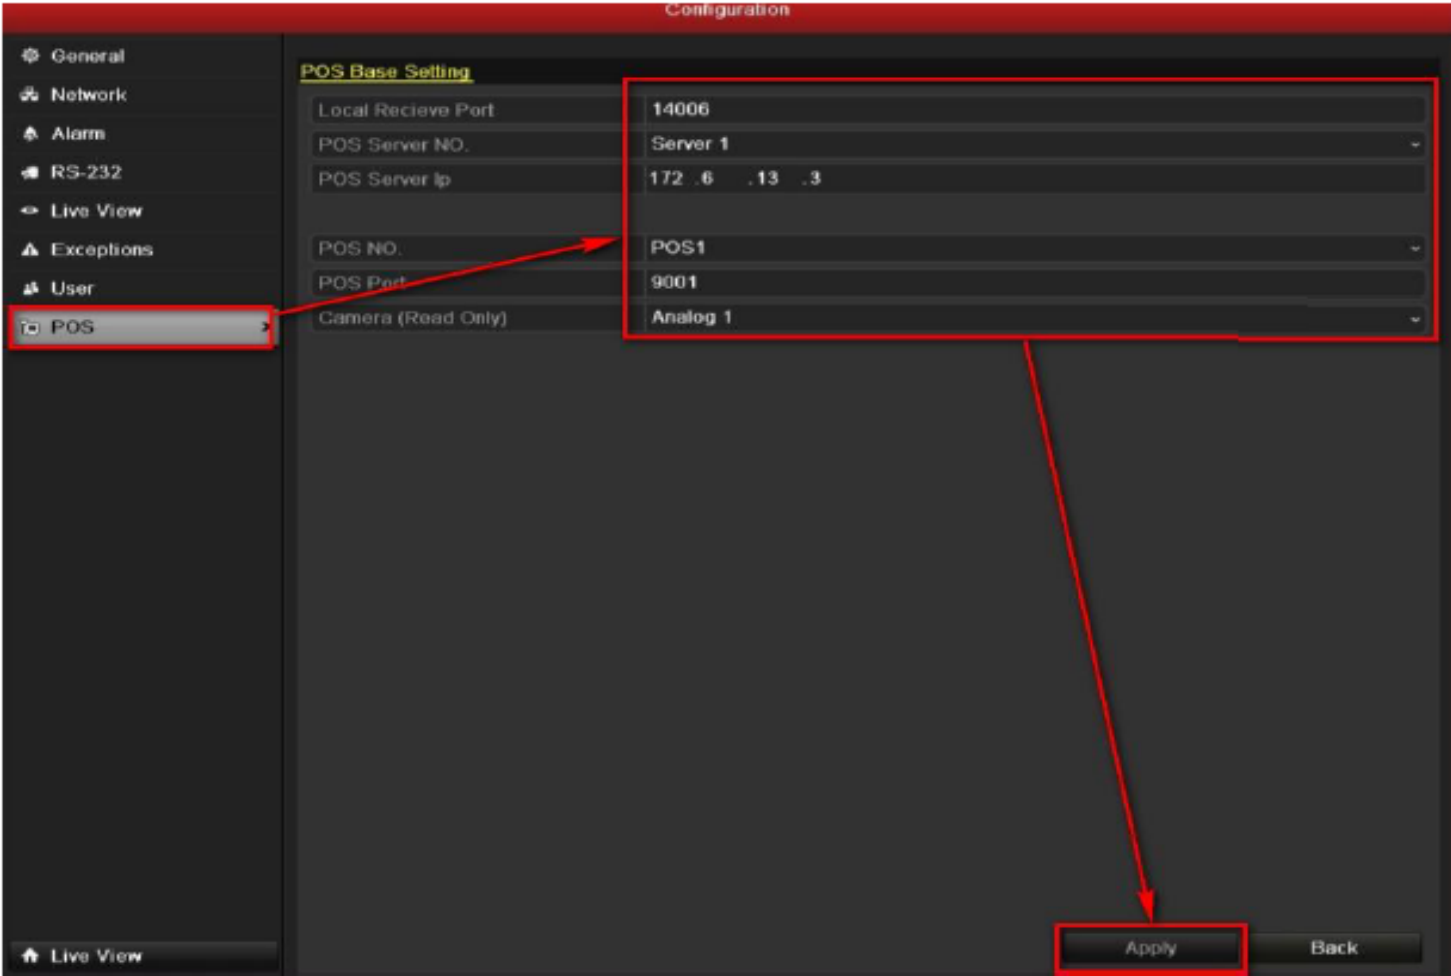 Configuration
General
Network
Alarm
RS-232
Live View
Exceptions
User
POS
Live View
POS Base Setting
Local Recieve Port 14006
POS Server NO. Server 1
POS Server Ip 172 .6 .13 .3
POS NO. POS1
POS Port 9001
Camera (Read Only) Analog 1
Apply Back